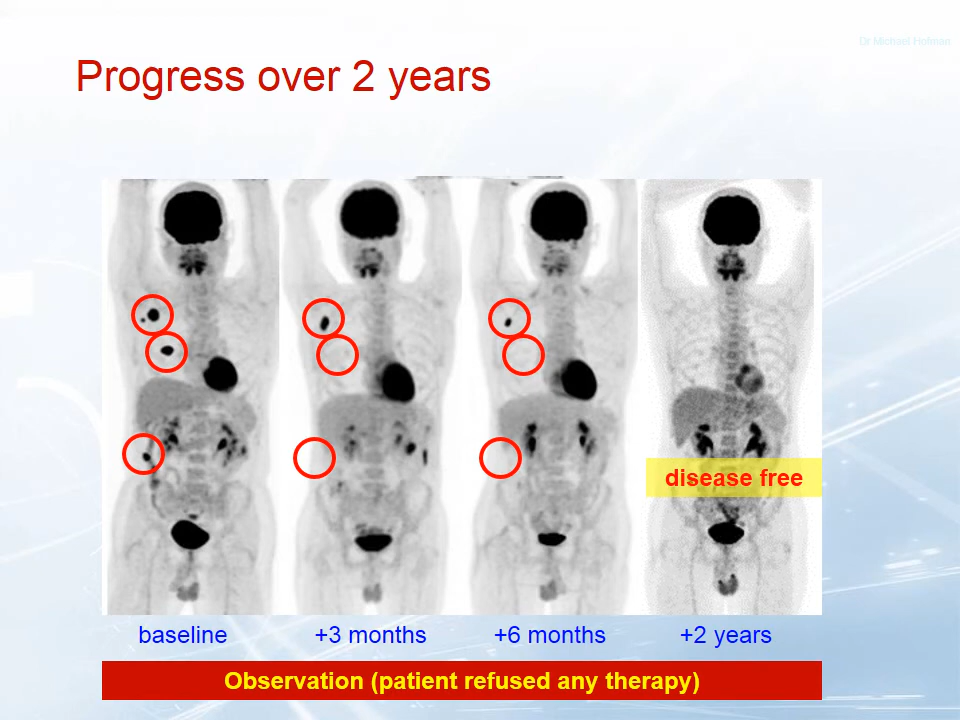 Dr Michael Hofman
Progress over 2 years
disease free
baseline
+3 months
+6 months
+2 years
Observation (patient refused any therapy)